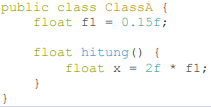 public class ClassA {
    float f1 = 0.15f;

    float hitung() {
        float x = 2f * f1;
    }
}